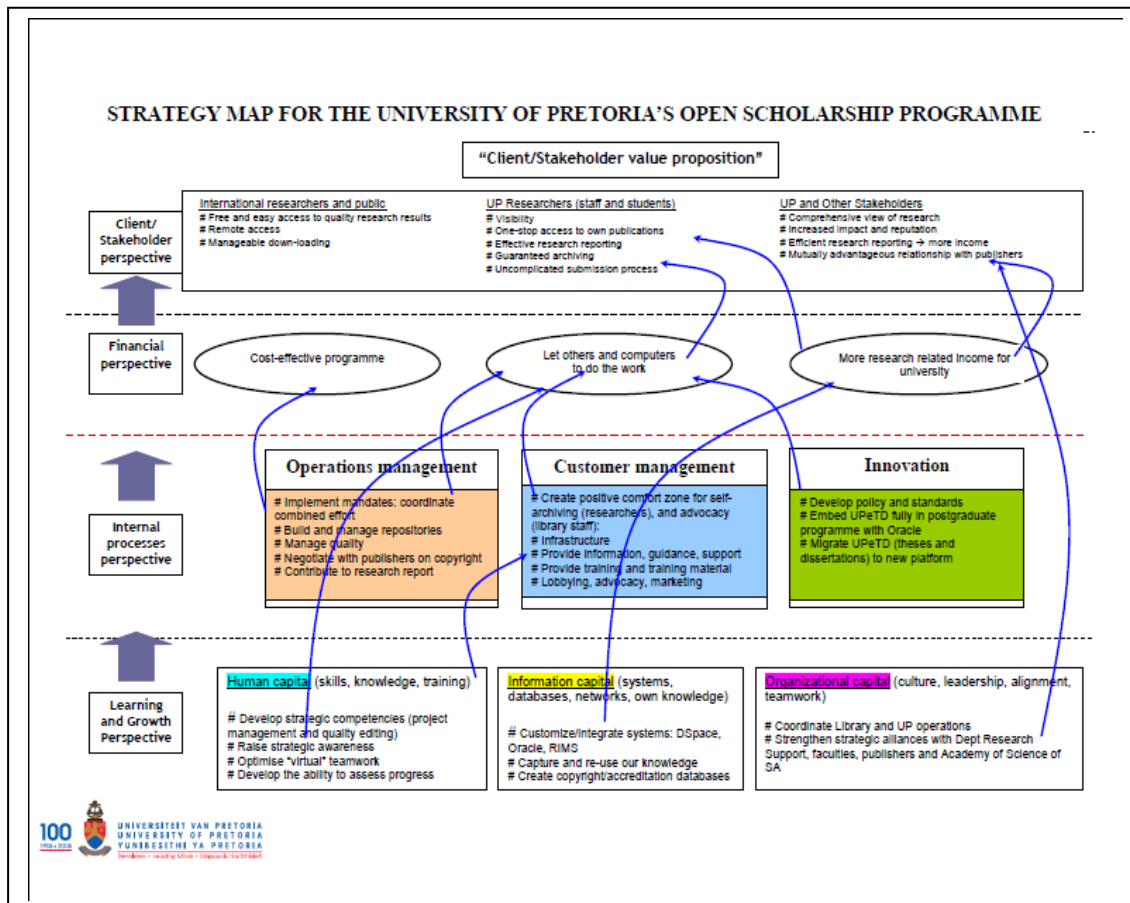 STRATEGY MAP FOR THE UNIVERSITY OF PRETORIA'S OPEN SCHOLARSHIP PROGRAMME
"Client/Stakeholder value proposition"
Client/
Stakeholder
perspective
International researchers and public
# Free and easy access to quality research results
# Remote access
# Manageable down-loading
UP Researchers (staff and students)
# Visibility
# One-stop access to own publications
# Effective research reporting
# Guaranteed archiving
# Uncomplicated submission process
UP and Other Stakeholders
# Comprehensive view of research
# Increased impact and reputation
# Efficient research reporting → more income
# Mutually advantageous relationship with publishers
Financial
perspective
Cost-effective programme
Let others and computers
to do the work
More research related income for
university
Internal
processes
perspective
Operations management
# Implement mandates: coordinate
combined effort
# Build and manage repositories
# Manage quality
# Negotiate with publishers on copyright
# Contribute to research report
Customer management
# Create positive comfort zone for self-
archiving (researchers), and advocacy
(library staff):
# Infrastructure
# Provide information, guidance, support
# Provide training and training material
# Lobbying, advocacy, marketing
Innovation
# Develop policy and standards
# Embed UPeTD fully in postgraduate
programme with Oracle
# Migrate UPeTD (theses and
dissertations) to new platform
Learning
and Growth
Perspective
Human capital (skills, knowledge, training)
# Develop strategic competencies (project
management and quality editing)
# Raise strategic awareness
# Optimise "virtual" teamwork
# Develop the ability to assess progress
Information capital (systems,
databases, networks, own knowledge)
# Customize/integrate systems: DSpace,
Oracle, RIMS
# Capture and re-use our knowledge
# Create copyright/accreditation databases
Organizational capital (culture, leadership, alignment,
teamwork)
# Coordinate Library and UP operations
# Strengthen strategic alliances with Dept Research
Support, faculties, publishers and Academy of Science of
SA
100
1908 - 2008
UNIVERSITEIT VAN PRETORIA
UNIVERSITY OF PRETORIA
YUNIBESITHI YA PRETORIA